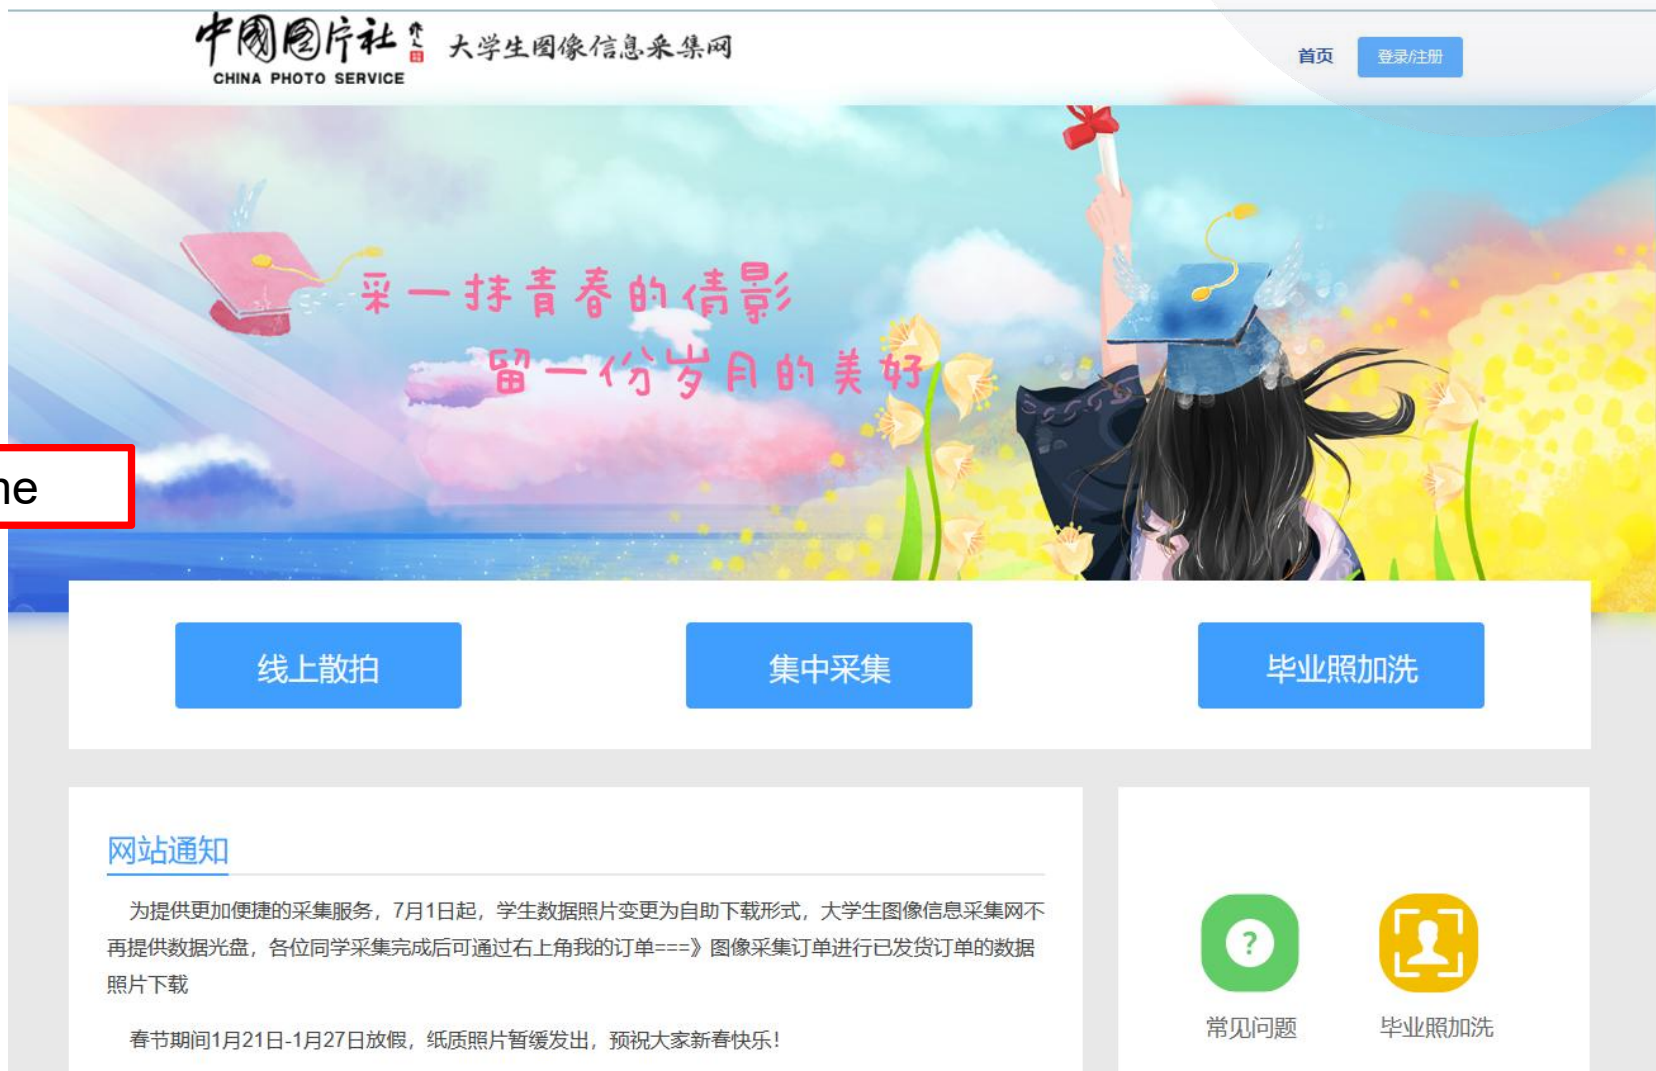 中國图片社
CHINA PHOTO SERVICE
大学生图像信息采集网
首页
登录/注册
采一抹青春的倩影
留一份岁月的美好
ne
线上散拍
集中采集
毕业照加洗
网站通知
为提供更加便捷的采集服务，7月1日起，学生数据照片变更为自助下载形式，大学生图像信息采集网不
再提供数据光盘，各位同学采集完成后可通过右上角我的订单===》图像采集订单进行已发货订单的数据
照片下载
春节期间1月21日-1月27日放假，纸质照片暂缓发出，预祝大家新春快乐！
?
常见问题
毕业照加洗